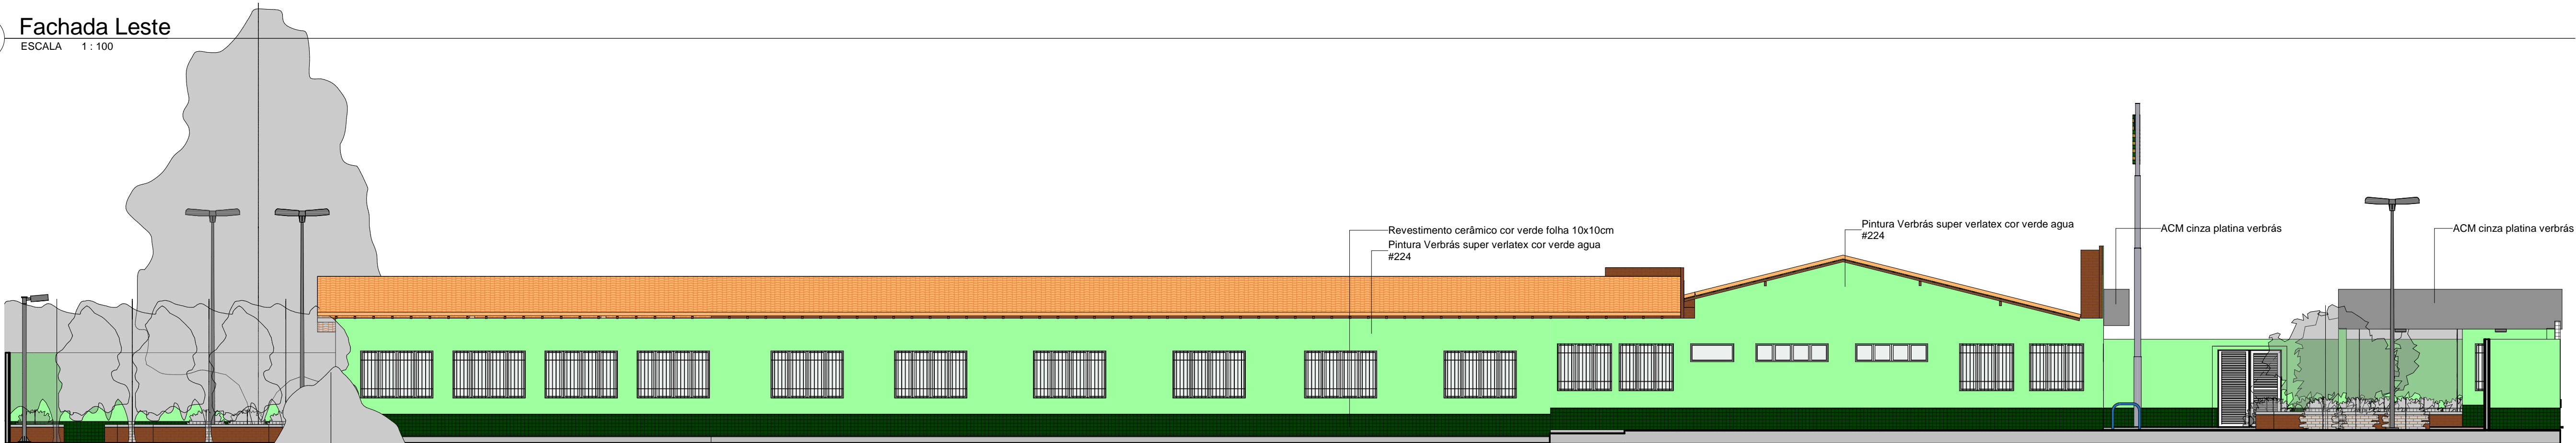 Fachada Leste
ESCALA 1 : 100
Revestimento cerâmico cor verde folha 10x10cm
Pintura Verbrás super verlatex cor verde agua
#224
Pintura Verbrás super verlatex cor verde agua
#224
ACM cinza platina verbrás
ACM cinza platina verbrás